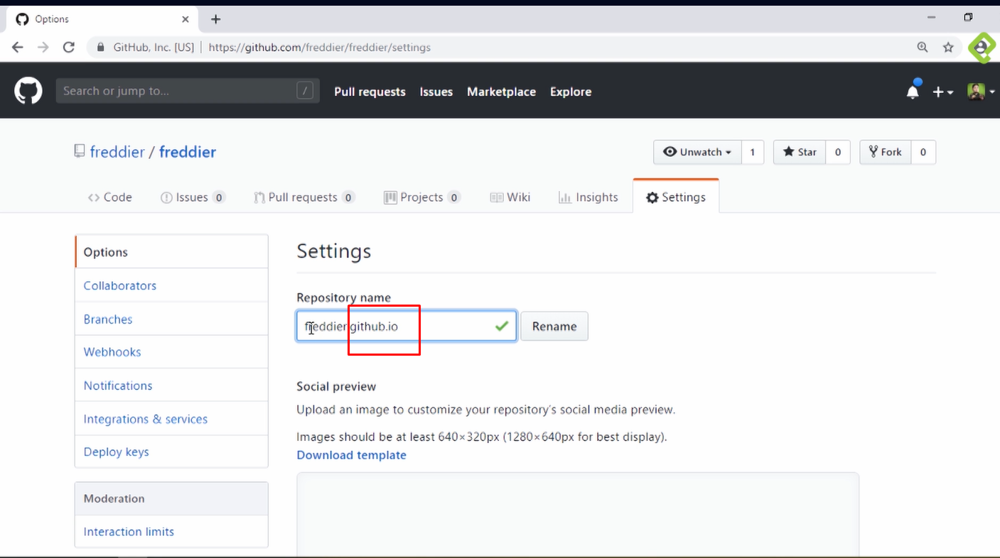 Options
GitHub, Inc. [US] | https://github.com/freddier/freddier/settings
Search or jump to... /
Pull requests Issues Marketplace Explore
freddier / freddier
Unwatch 1 Star 0 Fork 0
Code Issues 0 Pull requests 0 Projects 0 Wiki Insights Settings
Options
Collaborators
Branches
Webhooks
Notifications
Integrations & services
Deploy keys
Moderation
Interaction limits
Settings
Repository name
freddier.github.io
Rename
Social preview
Upload an image to customize your repository's social media preview.
Images should be at least 640×320px (1280×640px for best display).
Download template